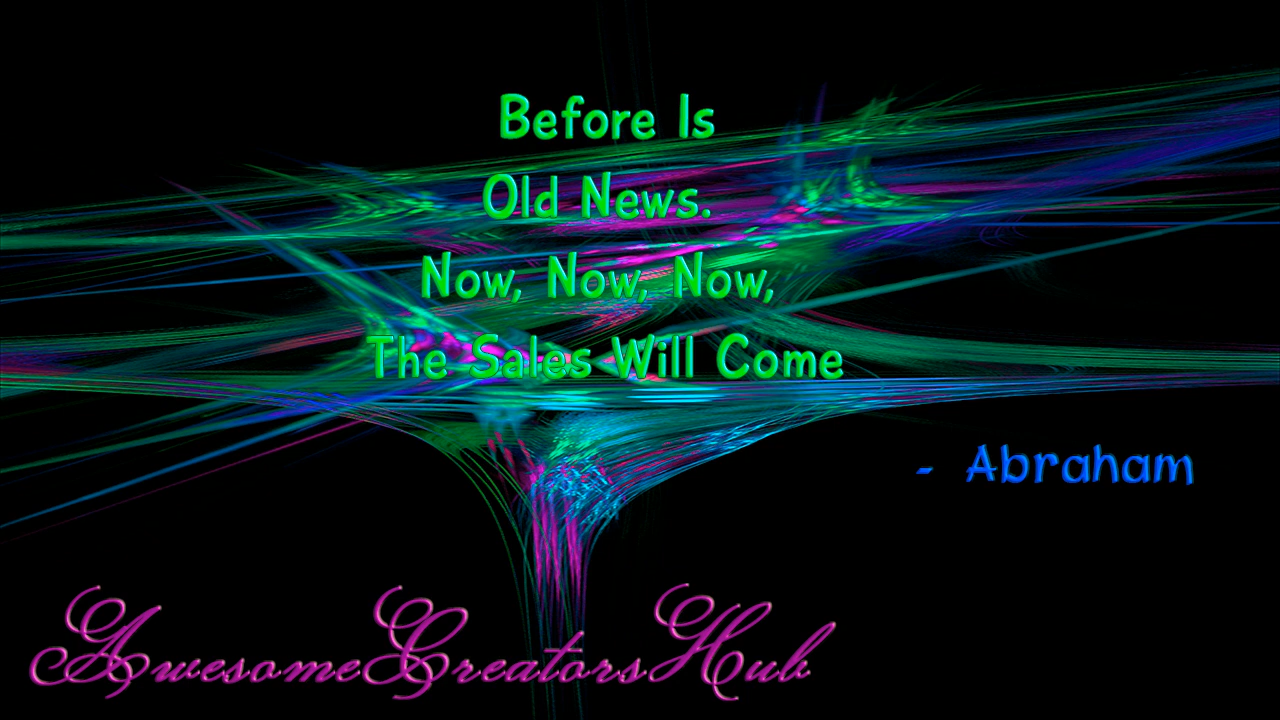 Before Is
Old News.
Now, Now, Now,
The Sales Will Come
- Abraham
AwesomeCreatorsHub